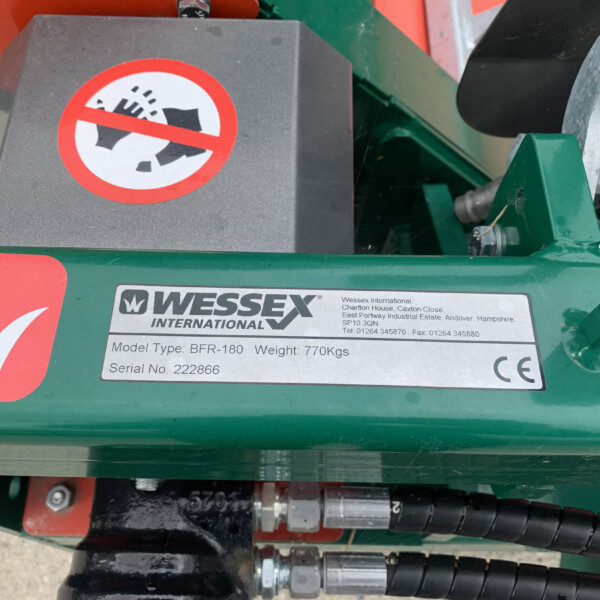 WESSEX®
INTERNATIONAL
Wessex International,
Charlton House, Caxton Close,
East Portway Industrial Estate, Andover, Hampshire,
SP10 3QN
Tel: 01264 345870 Fax: 01264 345880
Model Type: BFR-180 Weight: 770Kgs
Serial No. 222866
CE